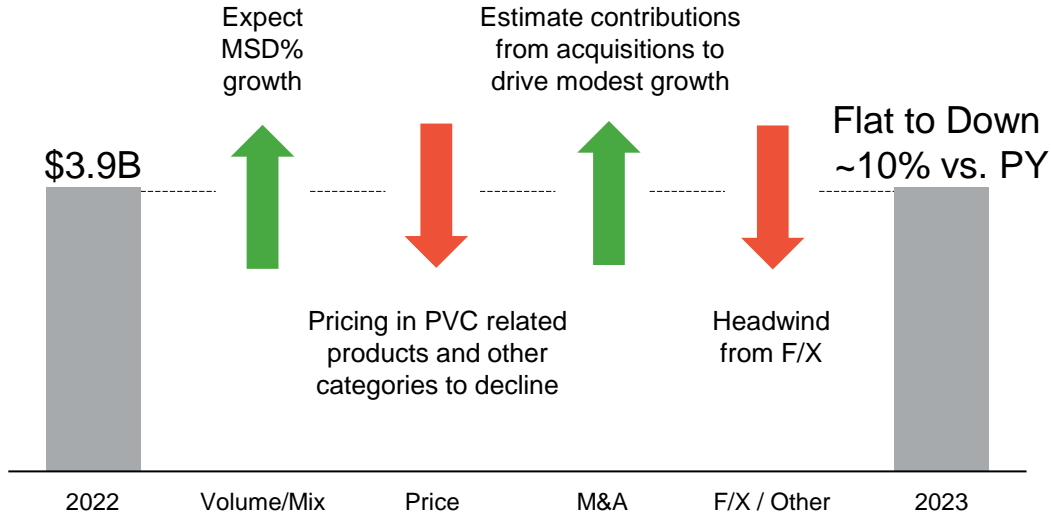 Expect
MSD%
growth
Estimate contributions
from acquisitions to
drive modest growth
$3.9B
Flat to Down
~10% vs. PY
Pricing in PVC related
products and other
categories to decline
Headwind
from F/X
2022
Volume/Mix
Price
M&A
F/X / Other
2023